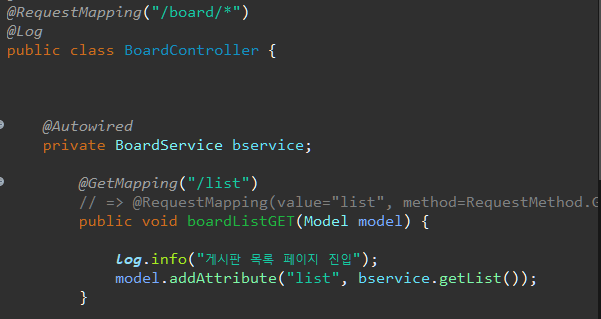 @RequestMapping("/board/*")
@Log
public class BoardController {
@Autowired
private BoardService bservice;
@GetMapping("/list")
// => @RequestMapping(value="list", method=RequestMethod.G
public void boardListGET(Model model) {
log.info("게시판 목록 페이지 진입");
model.addAttribute("list", bservice.getList());
}